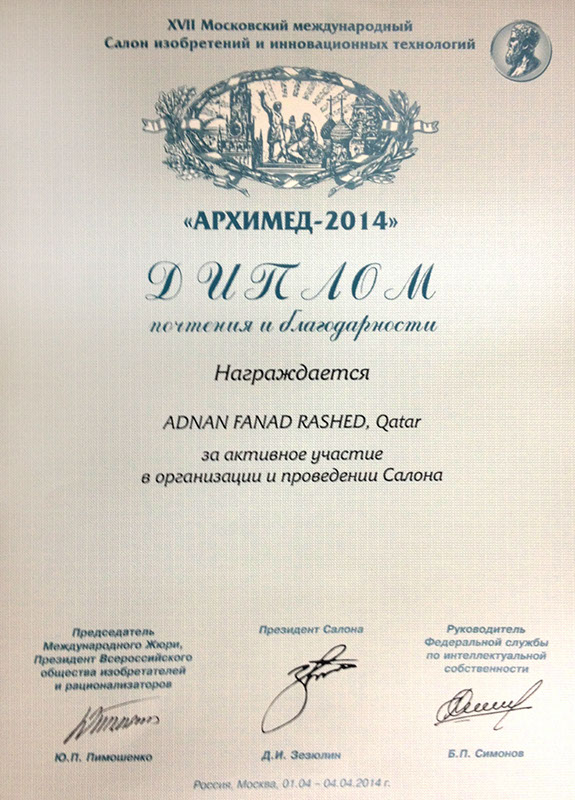 XVII Московский международный
Салон изобретений и инновационных технологий
«АРХИМЕД-2014»
ДИПЛОМ
почтения и благодарности
Награждается
ADNAN FANAD RASHED, Qatar
за активное участие
в организации и проведении Салона
Председатель
Международного Жюри,
Президент Всероссийского
общества изобретателей
и рационализаторов
Ю.П. Пимошенко
Президент Салона
Д.И. Зезюлин
Руководитель
Федеральной службы
по интеллектуальной
собственности
Б.П. Симонов
Россия, Москва, 01.04 – 04.04.2014 г.